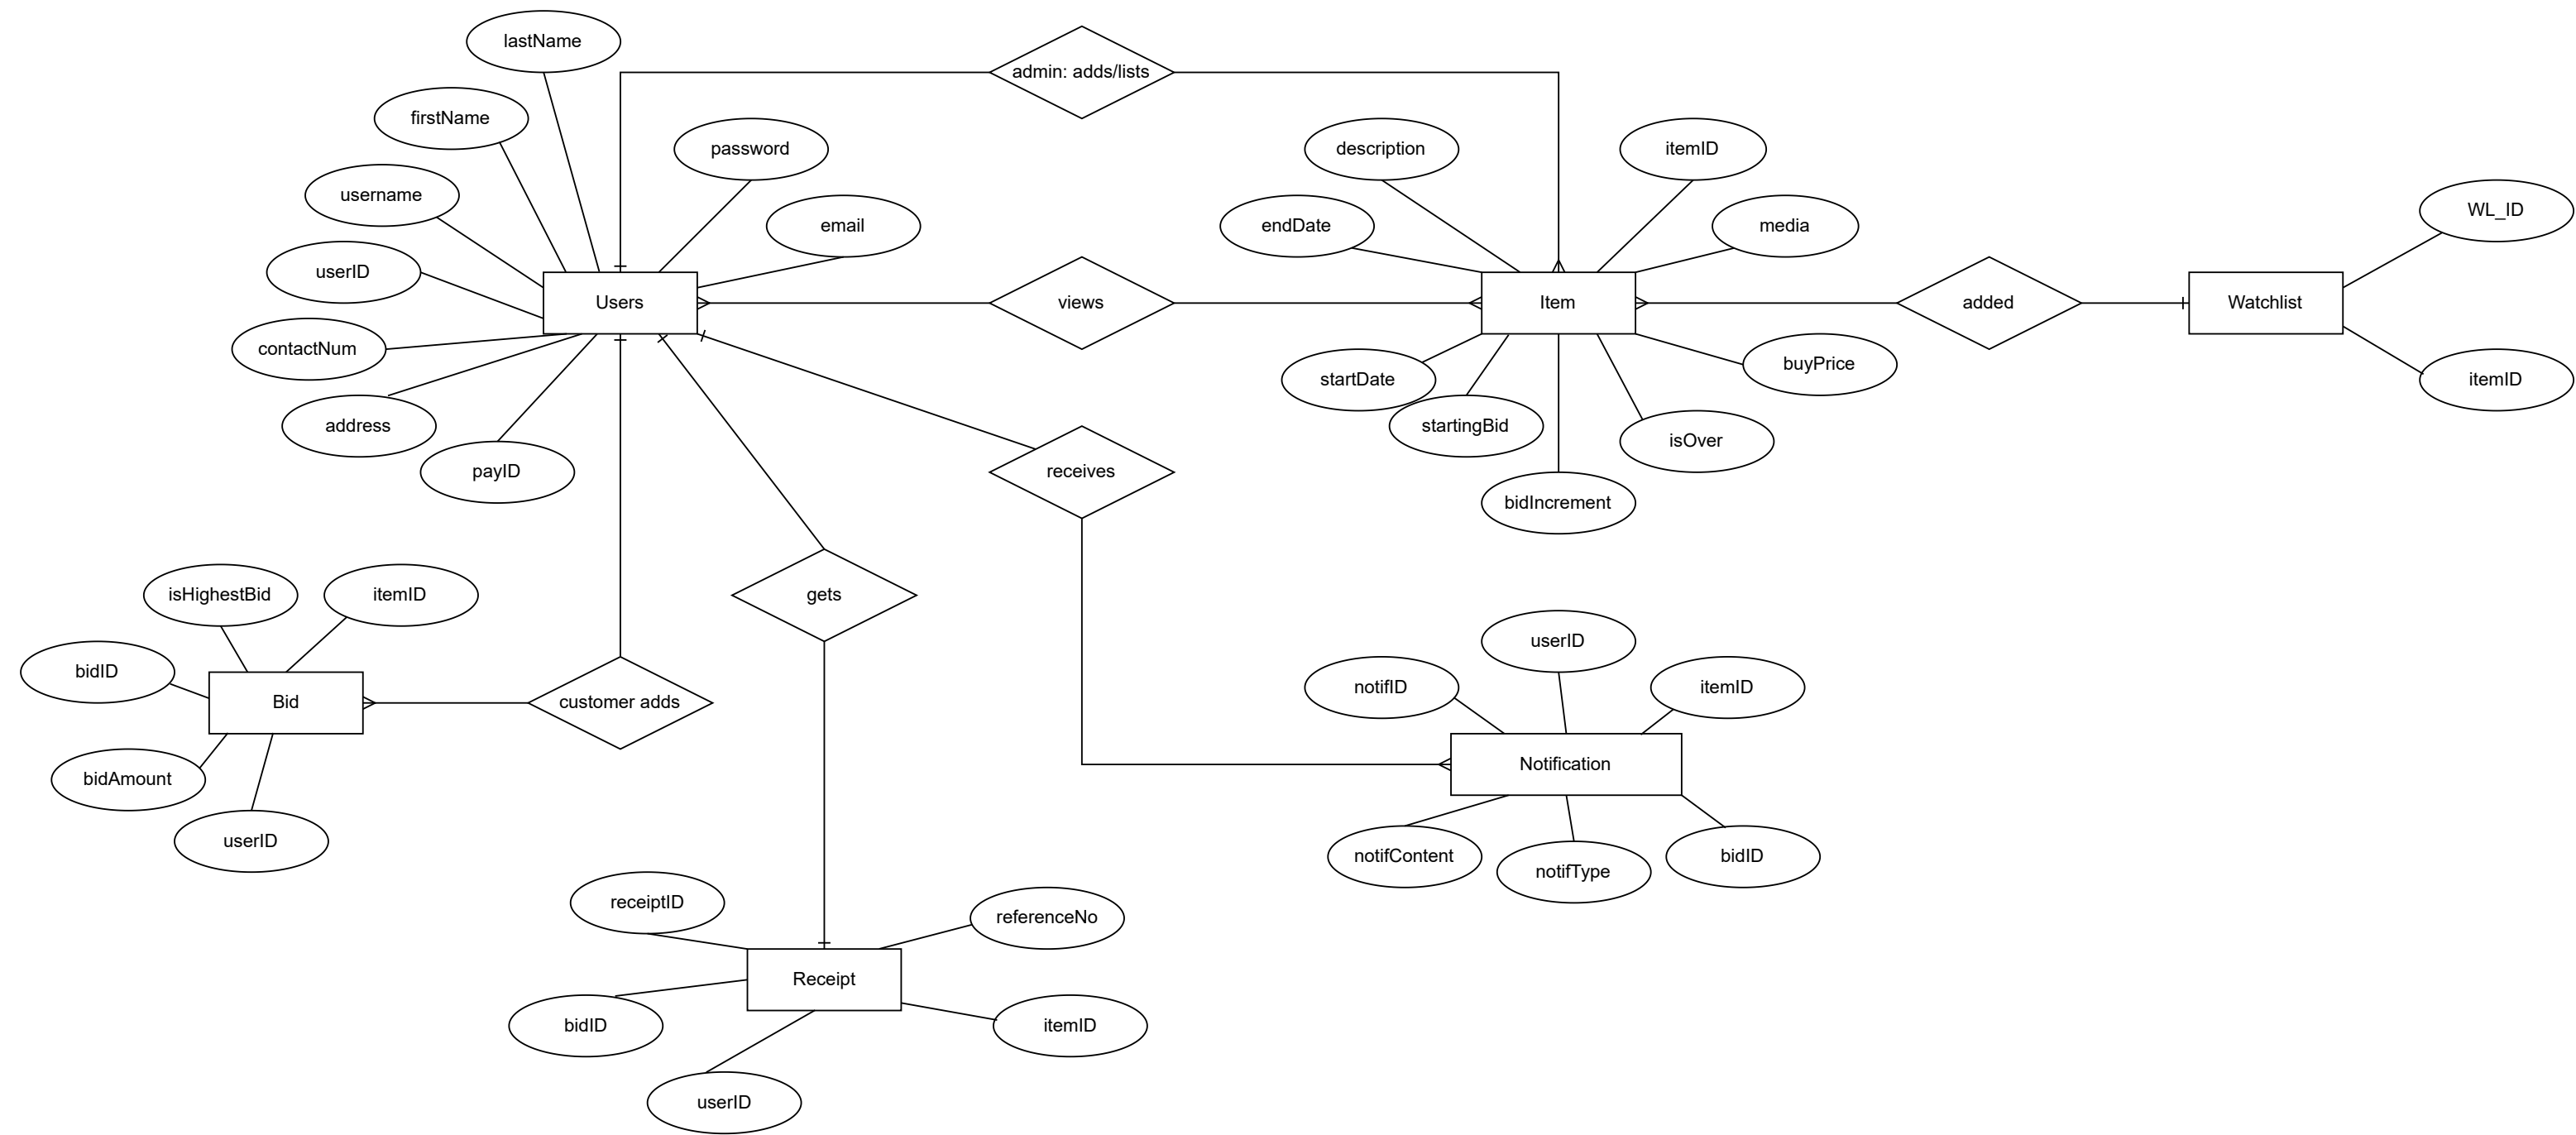 lastName
admin: adds/lists
firstName
password
description
itemID
username
WL_ID
email
endDate
media
userID
Users
views
Item
added
Watchlist
contactNum
buyPrice
startDate
itemID
address
startingBid
isOver
payID
receives
bidIncrement
isHighestBid
itemID
gets
userID
bidID
notifID
itemID
Bid
customer adds
Notification
bidAmount
userID
notifContent
notifType
bidID
receiptID
referenceNo
Receipt
bidID
itemID
userID